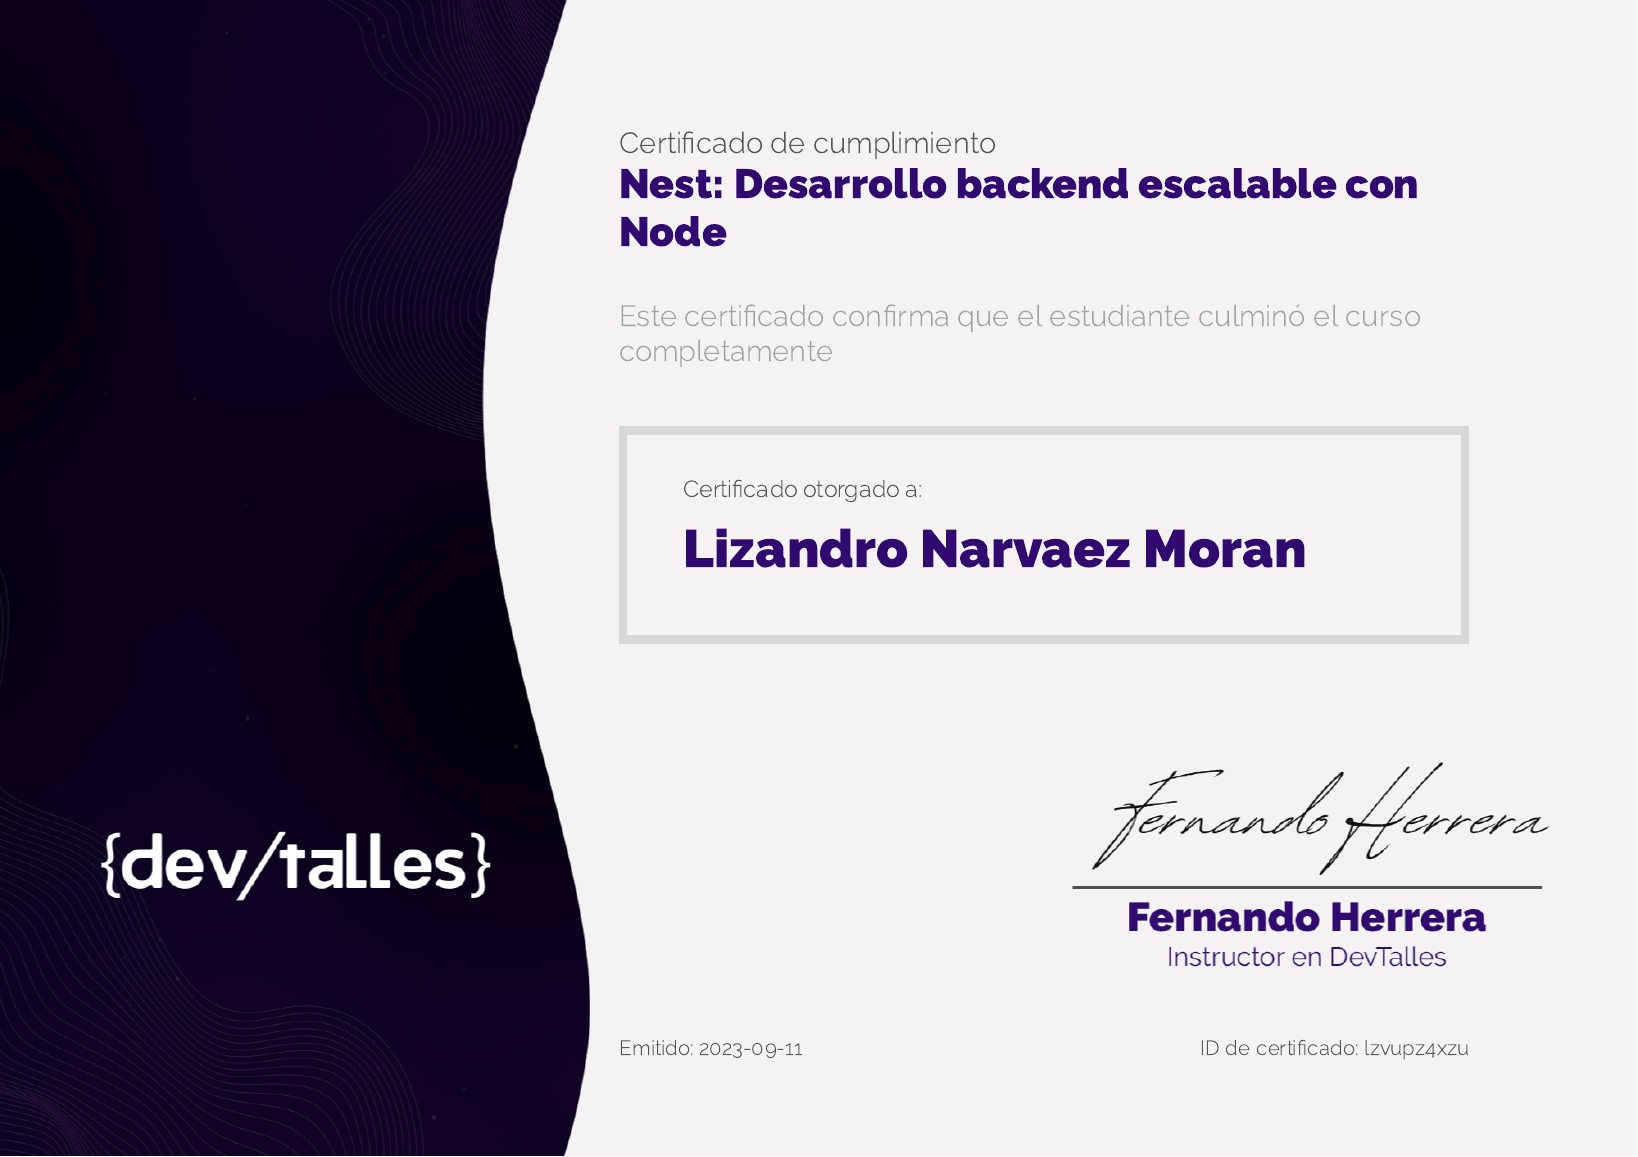 Certificado de cumplimiento
Nest: Desarrollo backend escalable con
Node
Este certificado confirma que el estudiante culminó el curso
completamente
Certificado otorgado a:
Lizandro Narvaez Moran
{dev/talles}
Fernando Herrera
Fernando Herrera
Instructor en DevTalles
Emitido: 2023-09-11
ID de certificado: lzvupz4xzu